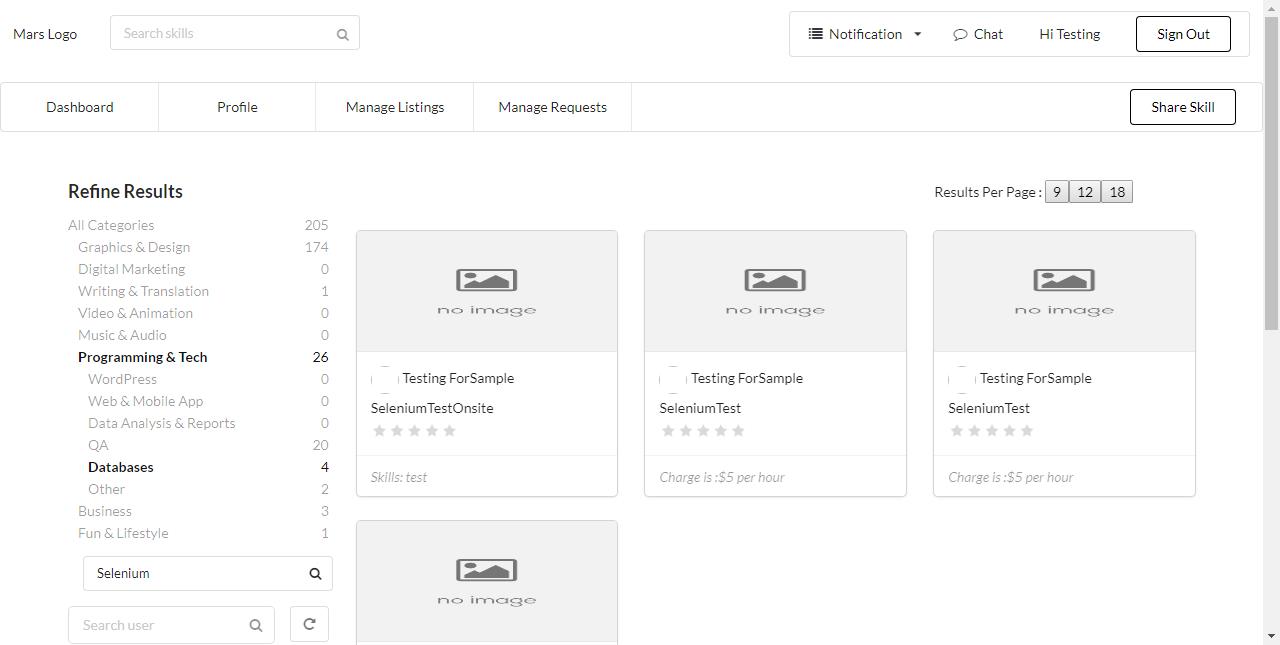 Mars Logo
Search skills
Notification
Chat
Hi Testing
Sign Out
Dashboard
Profile
Manage Listings
Manage Requests
Share Skill
Refine Results
Results Per Page : 9 12 18
All Categories 205
Graphics & Design 174
Digital Marketing 0
Writing & Translation 1
Video & Animation 0
Music & Audio 0
Programming & Tech 26
WordPress 0
Web & Mobile App 0
Data Analysis & Reports 0
QA 20
Databases 4
Other 2
Business 3
Fun & Lifestyle 1
Selenium
Search user
no image
Testing ForSample
SeleniumTestOnsite
Skills: test
no image
Testing ForSample
SeleniumTest
Charge is :$5 per hour
no image
Testing ForSample
SeleniumTest
Charge is :$5 per hour
no image